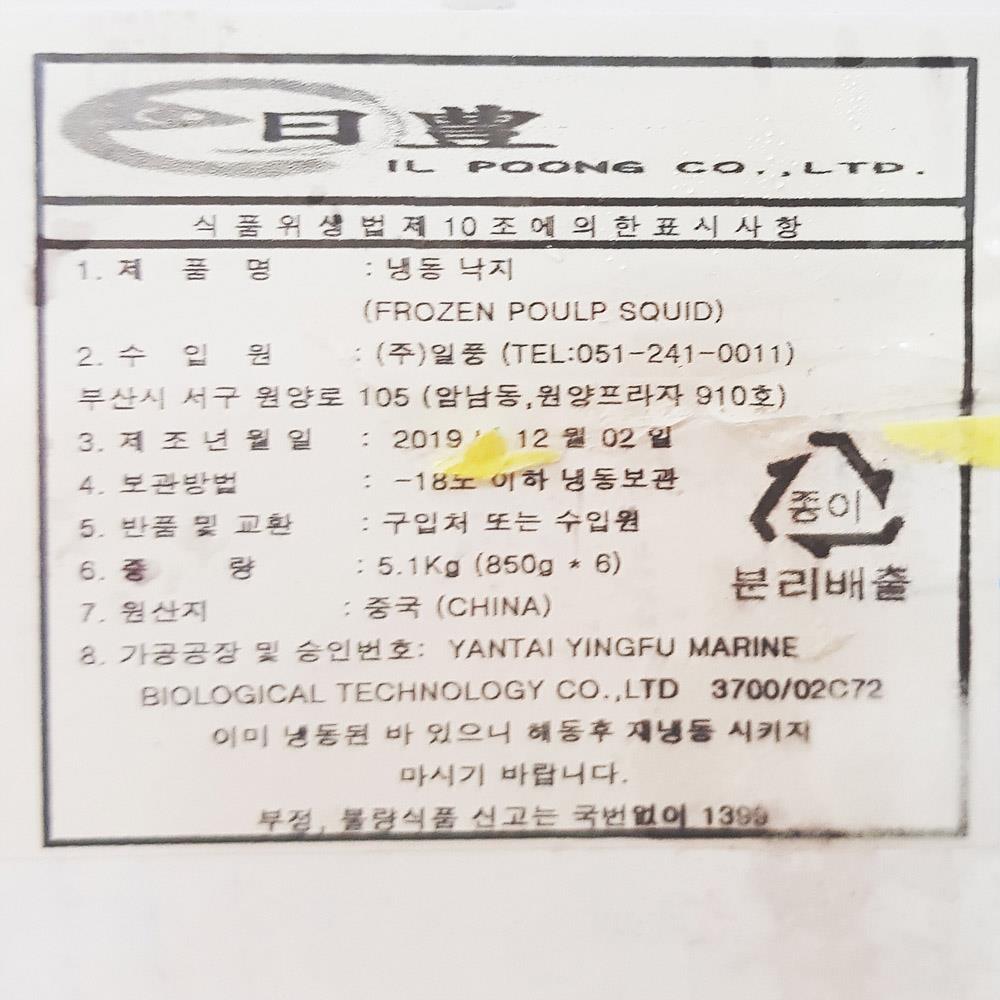 日豊
IL POONG CO.,LTD.
식품위생법제10조에의한표시사항
1. 제 품 명 : 냉동 낙지
(FROZEN POULP SQUID)
2. 수 입 원 : (주)일풍 (TEL:051-241-0011)
부산시 서구 원양로 105 (암남동,원양프라자 910호)
3. 제조년월일 : 2019 12 월 02 일
4. 보관방법 : -18도 이하 냉동보관
5. 반품 및 교환 : 구입처 또는 수입원
6. 중 량 : 5.1Kg (850g * 6)
종이
분리배출
7. 원산지 : 중국 (CHINA)
8. 가공공장 및 승인번호: YANTAI YINGFU MARINE
BIOLOGICAL TECHNOLOGY CO.,LTD 3700/02C72
이미 냉동된 바 있으니 해동후 재냉동 시키지
마시기 바랍니다.
부정, 불량식품 신고는 국번없이 1399